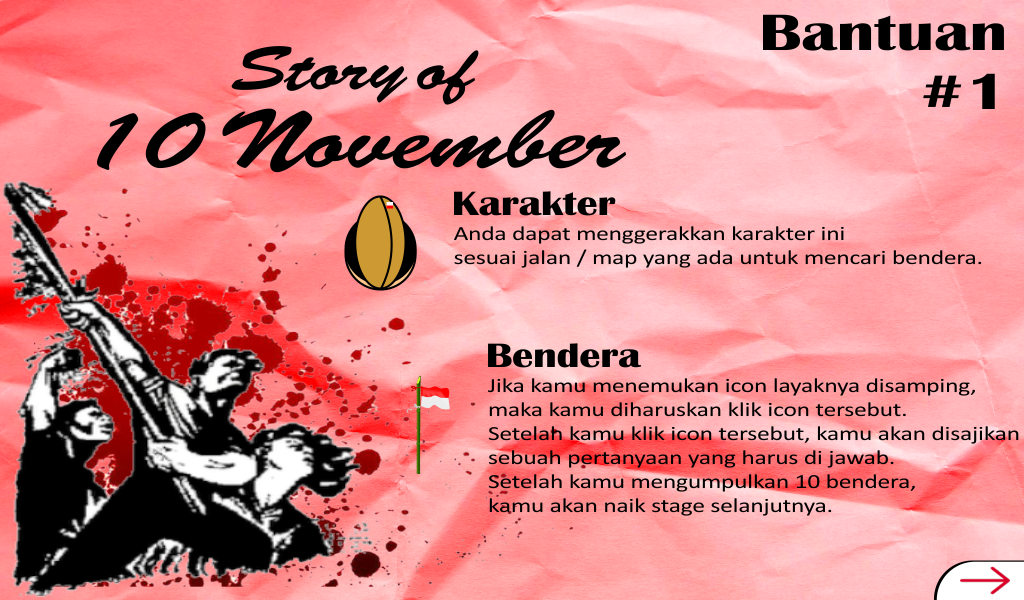 Bantuan
#1
Story of
10 November
Karakter
Anda dapat menggerakkan karakter ini
sesuai jalan / map yang ada untuk mencari bendera.
Bendera
Jika kamu menemukan icon layaknya disamping,
maka kamu diharuskan klik icon tersebut.
Setelah kamu klik icon tersebut, kamu akan disajikan
sebuah pertanyaan yang harus di jawab.
Setelah kamu mengumpulkan 10 bendera,
kamu akan naik stage selanjutnya.